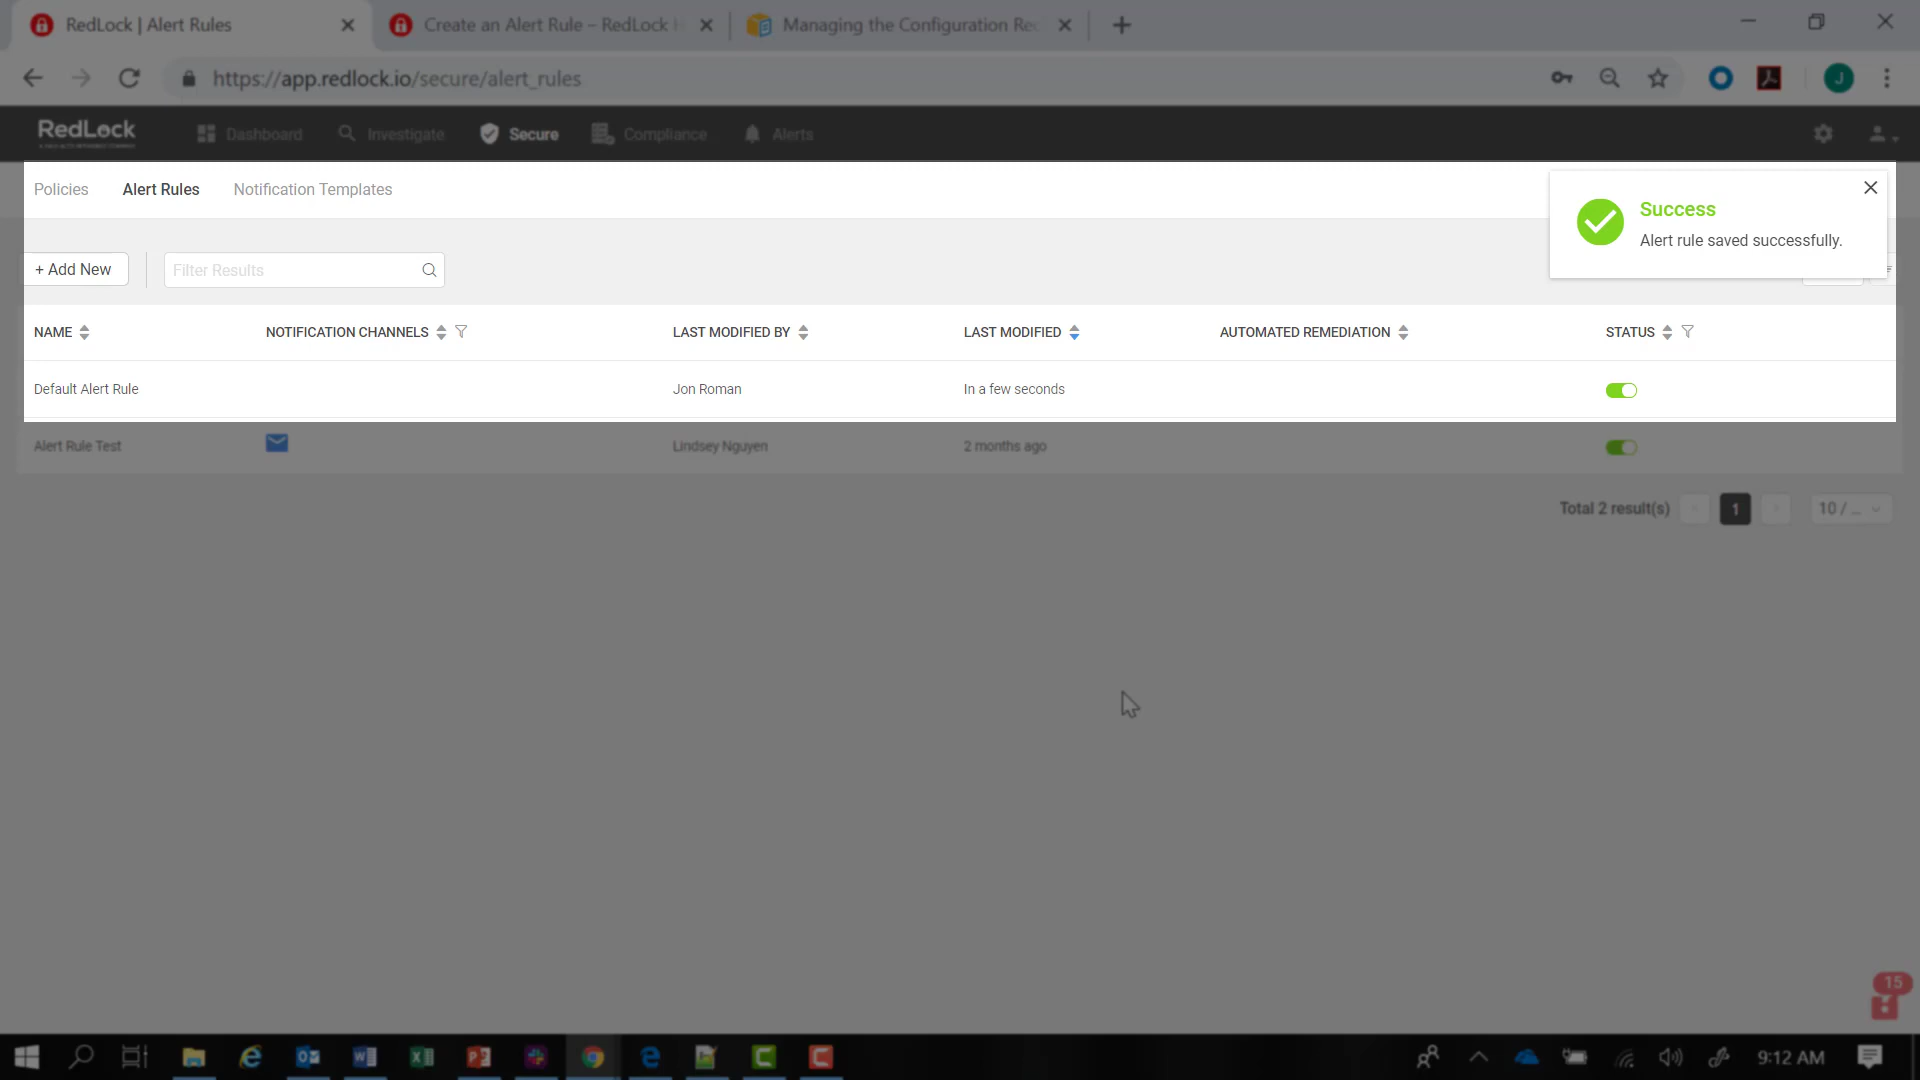 RedLock | Alert Rules
Create an Alert Rule – RedLock H
Managing the Configuration Rec
https://app.redlock.io/secure/alert_rules
J
RedLock
Dashboard
Investigate
Secure
Compliance
Alerts
Policies
Alert Rules
Notification Templates
Success
Alert rule saved successfully.
+ Add New
Filter Results
NAME
NOTIFICATION CHANNELS
LAST MODIFIED BY
LAST MODIFIED
AUTOMATED REMEDIATION
STATUS
Default Alert Rule
Jon Roman
In a few seconds
Alert Rule Test
Lindsey Nguyen
2 months ago
Total 2 result(s)
1
10 / ...
15
9:12 AM